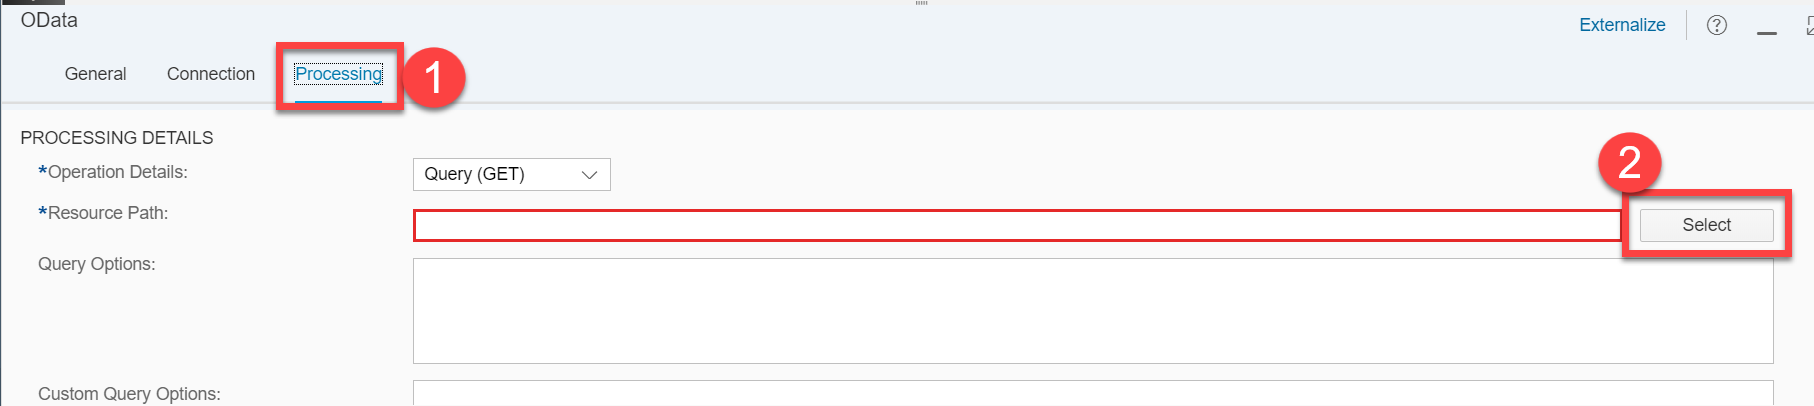 OData
Externalize
General Connection Processing 1
PROCESSING DETAILS
*Operation Details: Query (GET)
2
*Resource Path: Select
Query Options:
Custom Query Options: